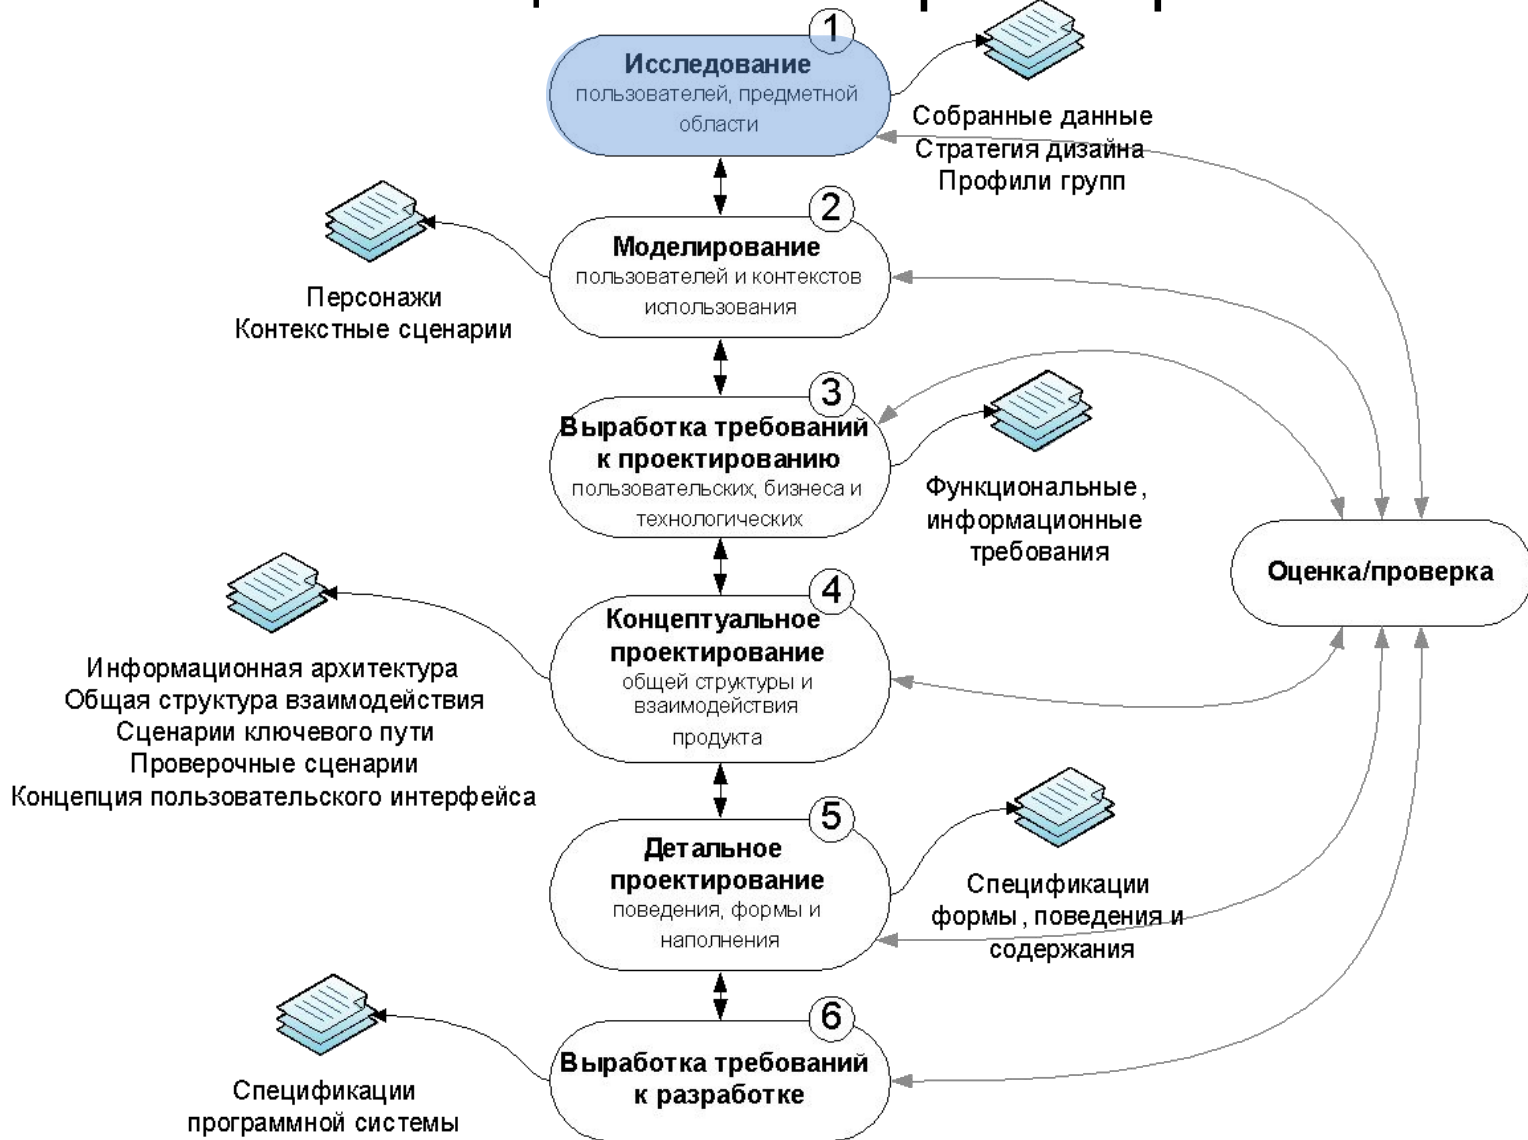 1
Исследование
пользователей, предметной
области
Собранные данные
Стратегия дизайна
Профили групп
2
Моделирование
пользователей и контекстов
использования
Персонажи
Контекстные сценарии
3
Выработка требований
к проектированию
пользовательских, бизнеса и
технологических
Функциональные,
информационные
требования
Оценка/проверка
4
Концептуальное
проектирование
общей структуры и
взаимодействия
продукта
Информационная архитектура
Общая структура взаимодействия
Сценарии ключевого пути
Проверочные сценарии
Концепция пользовательского интерфейса
5
Детальное
проектирование
поведения, формы и
наполнения
Спецификации
формы, поведения и
содержания
6
Выработка требований
к разработке
Спецификации
программной системы